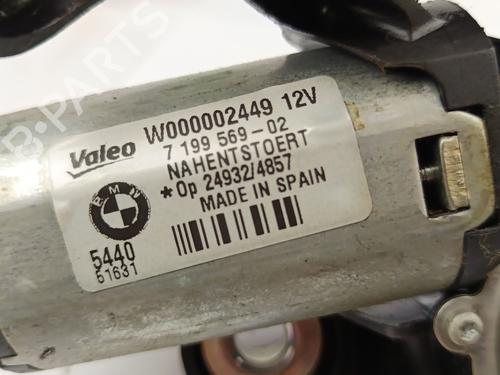 Valeo W000002449 12V
7 199 569-02
NAHENTSTOERT
*Op 24932/4857
MADE IN SPAIN
BMW
5440
61631
B-Parts